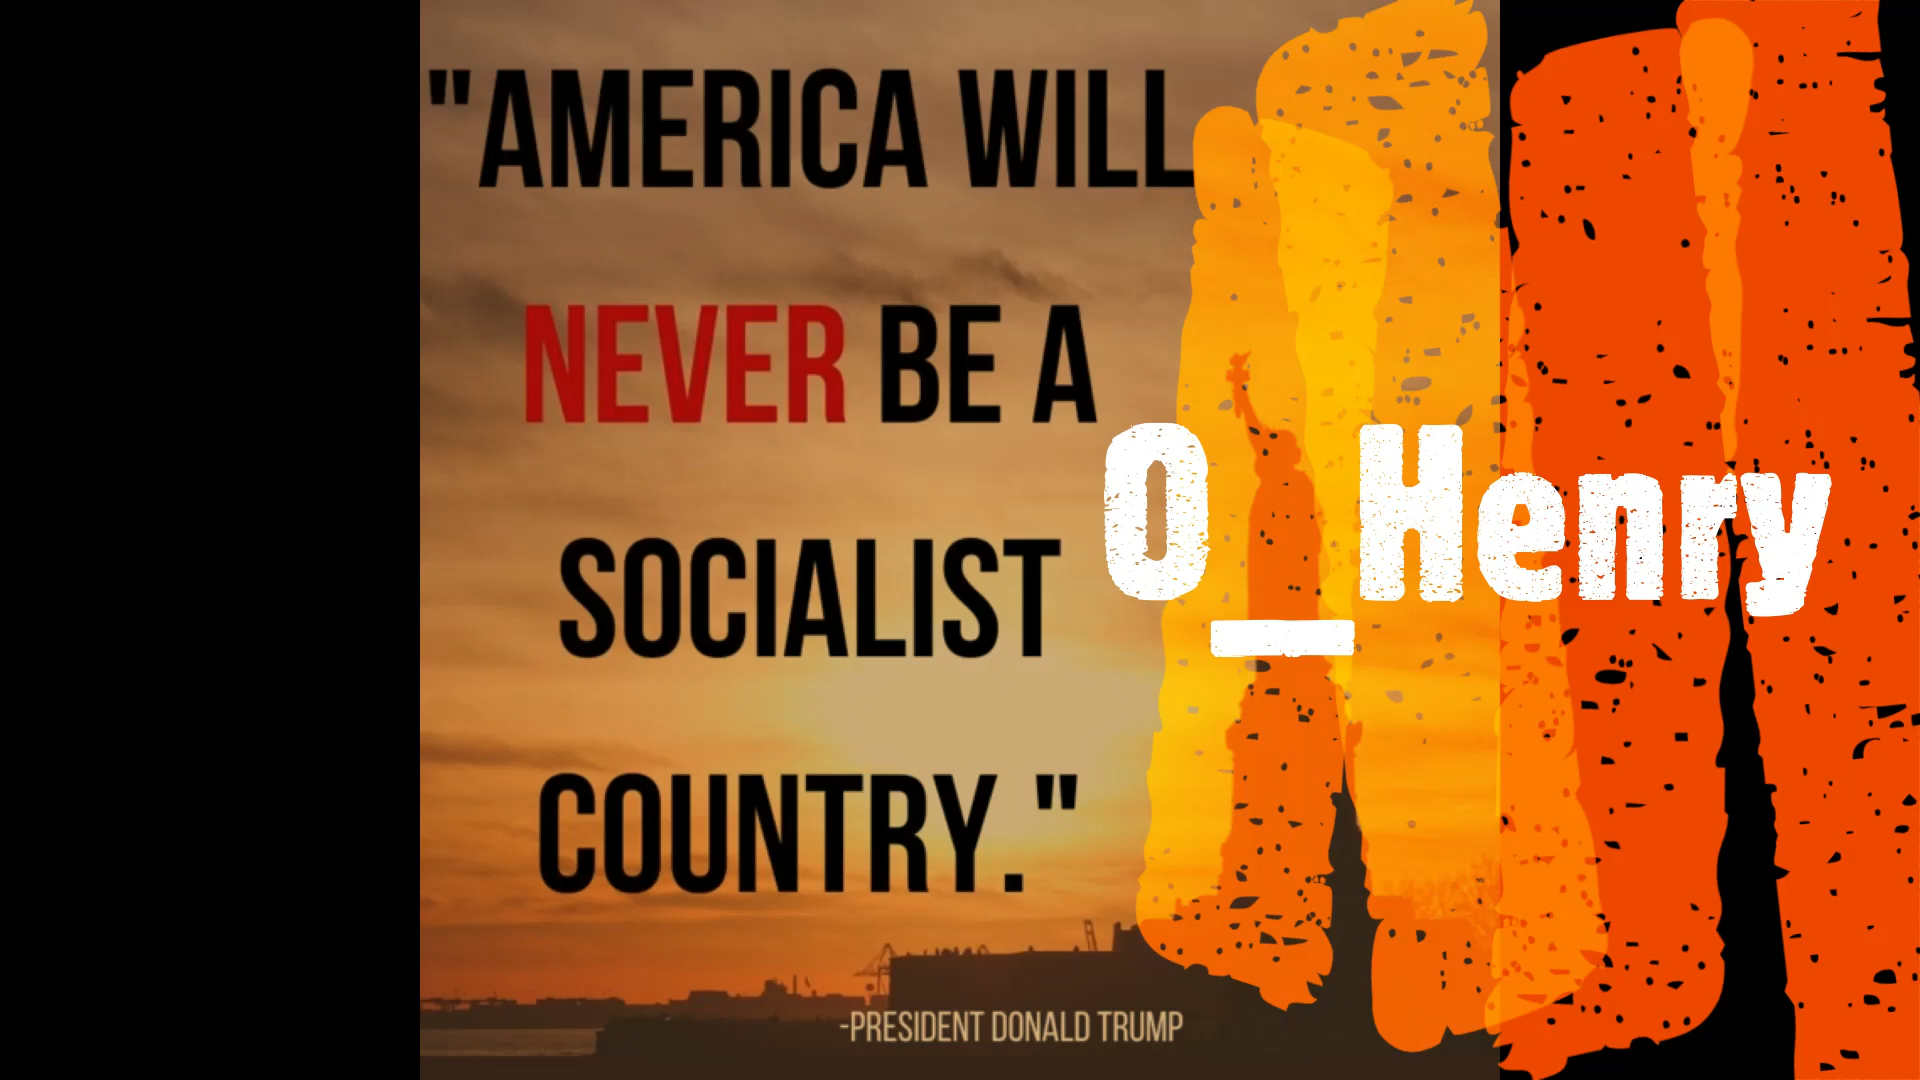 "AMERICA WILL
NEVER BE A
SOCIALIST
COUNTRY."
-PRESIDENT DONALD TRUMP
O_Henry